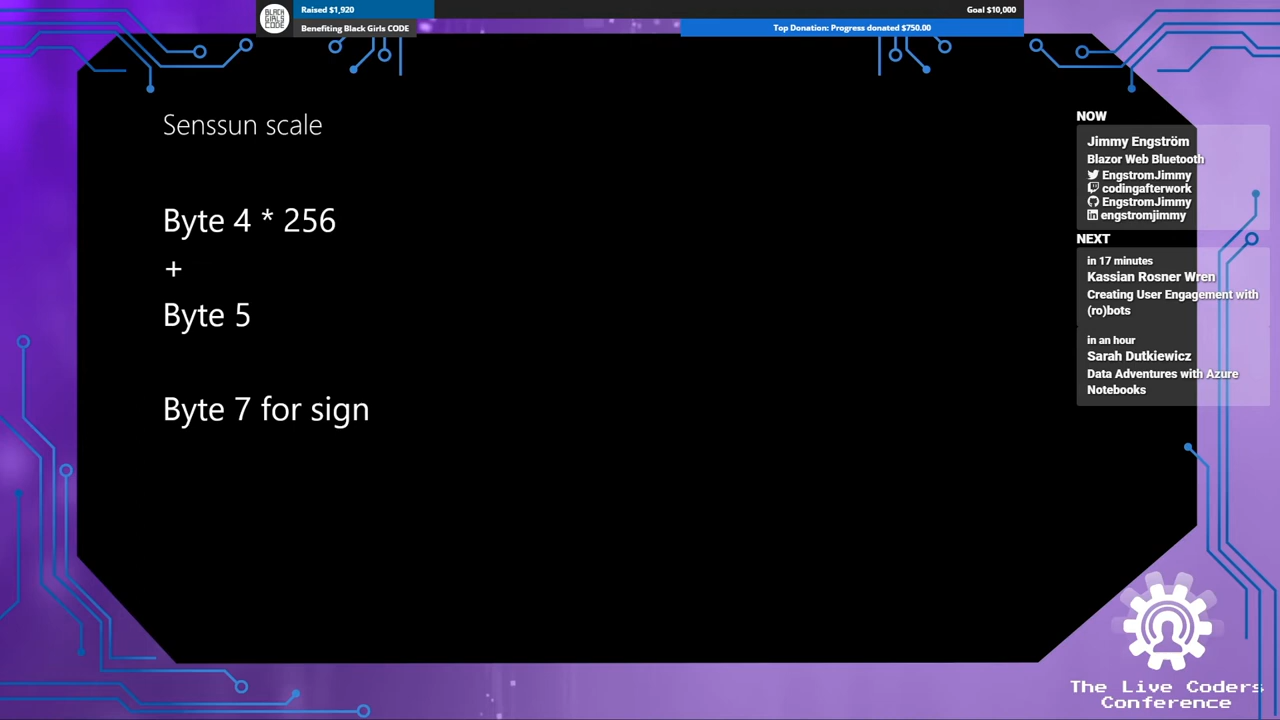 BLACK
GIRLS
CODE
Raised $1,920
Goal $10,000
Benefiting Black Girls CODE
Top Donation: Progress donated $750.00
Senssun scale
Byte 4 * 256
+
Byte 5
Byte 7 for sign
NOW
Jimmy Engström
Blazor Web Bluetooth
EngstromJimmy
codingafterwork
EngstromJimmy
engstromjimmy
NEXT
in 17 minutes
Kassian Rosner Wren
Creating User Engagement with
(ro)bots
in an hour
Sarah Dutkiewicz
Data Adventures with Azure
Notebooks
The Live Coders
Conference